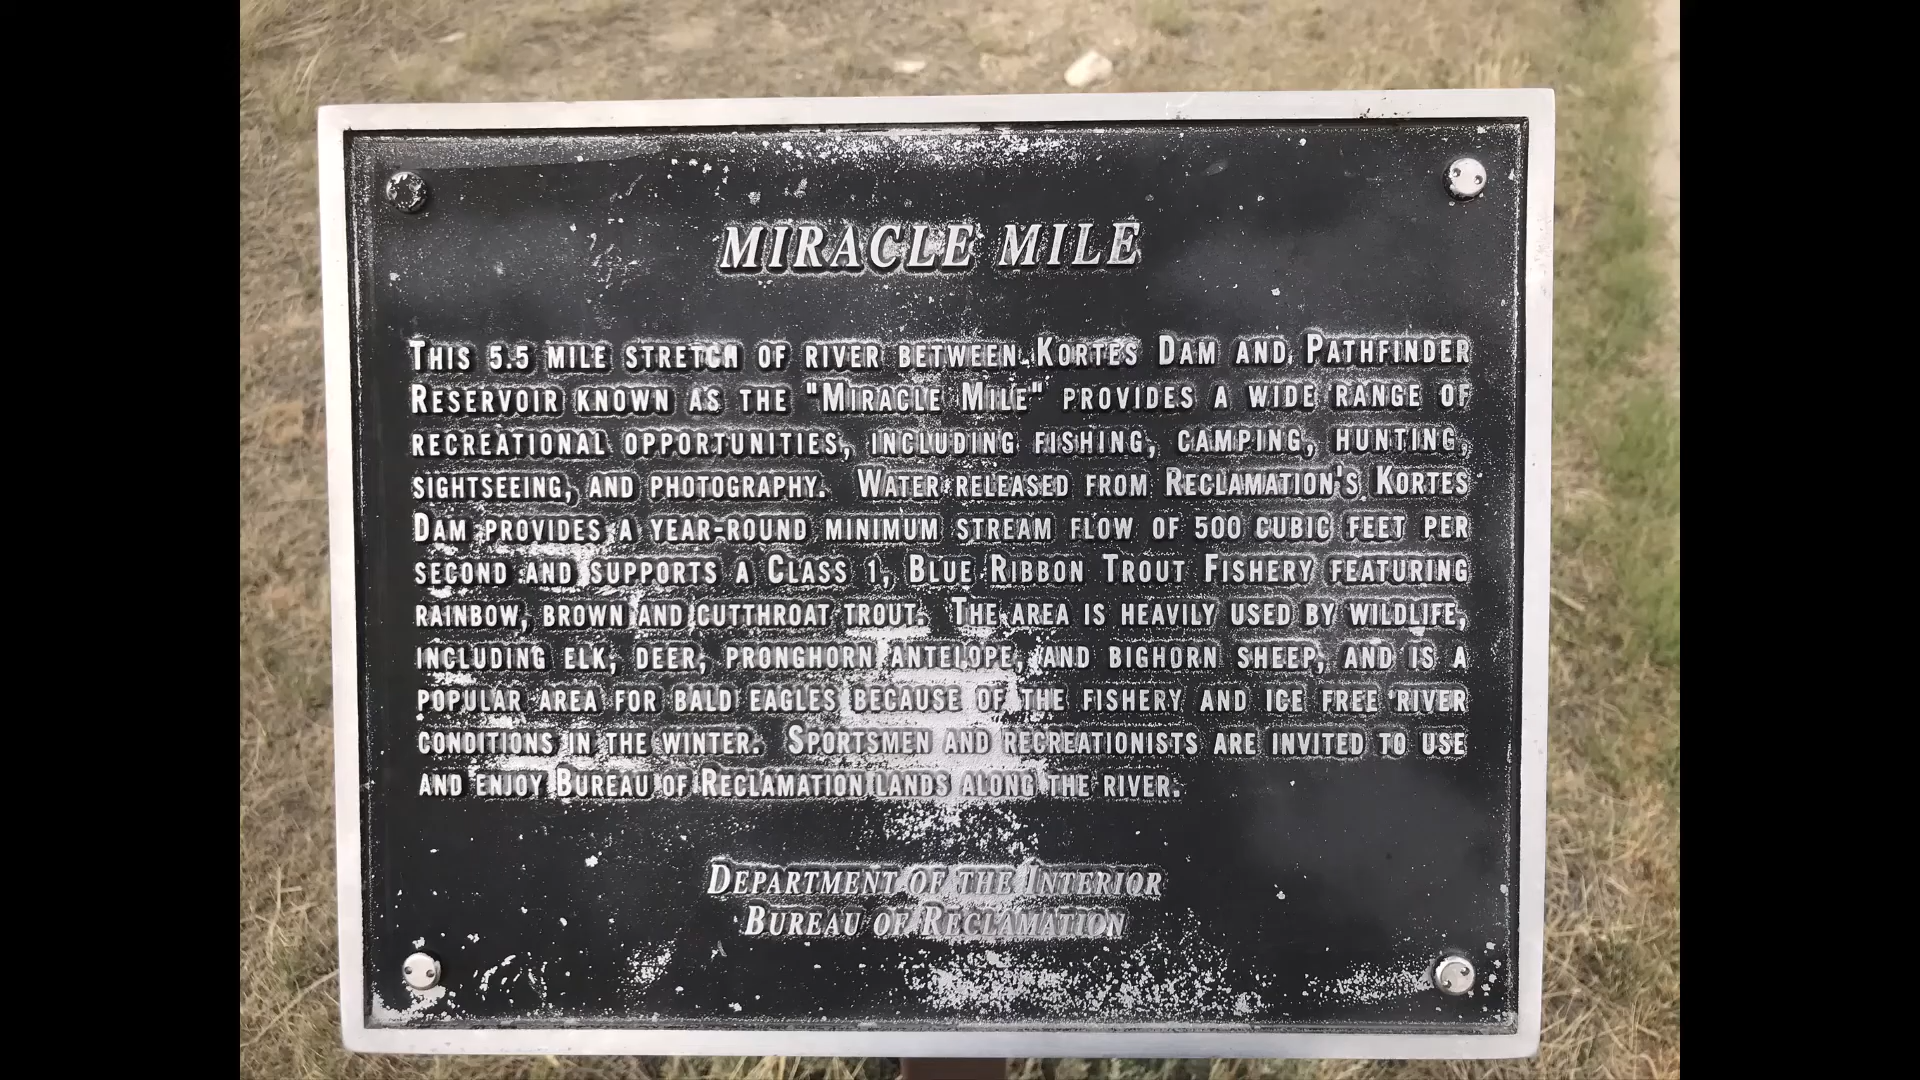 MIRACLE MILE
THIS 5.5 MILE STRETCH OF RIVER BETWEEN KORTES DAM AND PATHFINDER
RESERVOIR KNOWN AS THE "MIRACLE MILE" PROVIDES A WIDE RANGE OF
RECREATIONAL OPPORTUNITIES, INCLUDING FISHING, CAMPING, HUNTING,
SIGHTSEEING, AND PHOTOGRAPHY. WATER RELEASED FROM RECLAMATION'S KORTES
DAM PROVIDES A YEAR-ROUND MINIMUM STREAM FLOW OF 500 CUBIC FEET PER
SECOND AND SUPPORTS A CLASS 1, BLUE RIBBON TROUT FISHERY FEATURING
RAINBOW, BROWN AND CUTTHROAT TROUT. THE AREA IS HEAVILY USED BY WILDLIFE,
INCLUDING ELK, DEER, PRONGHORN ANTELOPE, AND BIGHORN SHEEP, AND IS A
POPULAR AREA FOR BALD EAGLES BECAUSE OF THE FISHERY AND ICE FREE RIVER
CONDITIONS IN THE WINTER. SPORTSMEN AND RECREATIONISTS ARE INVITED TO USE
AND ENJOY BUREAU OF RECLAMATION LANDS ALONG THE RIVER.
DEPARTMENT OF THE INTERIOR
BUREAU OF RECLAMATION